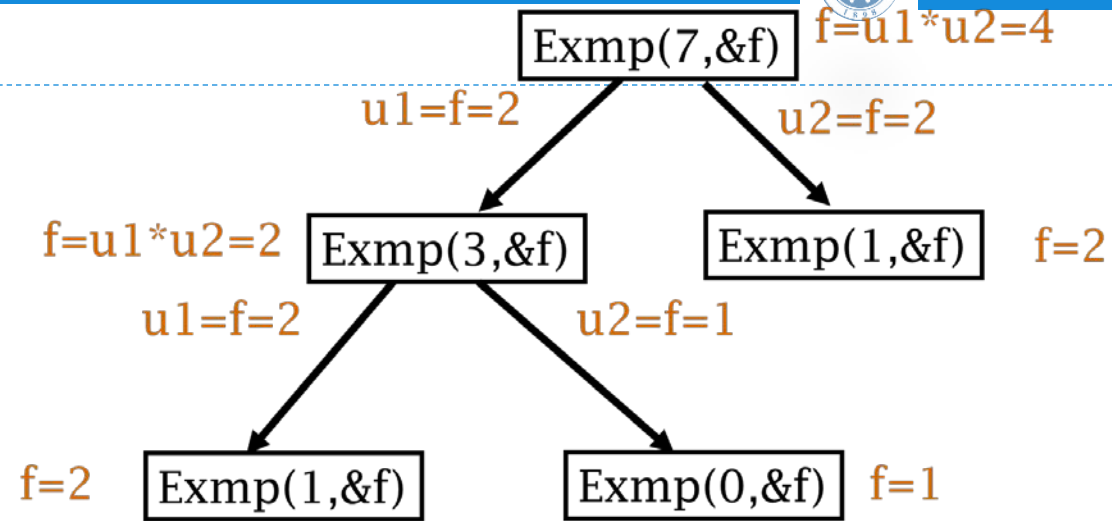 Exmp(7,&f)
f=u1*u2=4
u1=f=2
u2=f=2
f=u1*u2=2
Exmp(3,&f)
Exmp(1,&f)
f=2
u1=f=2
u2=f=1
f=2
Exmp(1,&f)
Exmp(0,&f)
f=1
1898